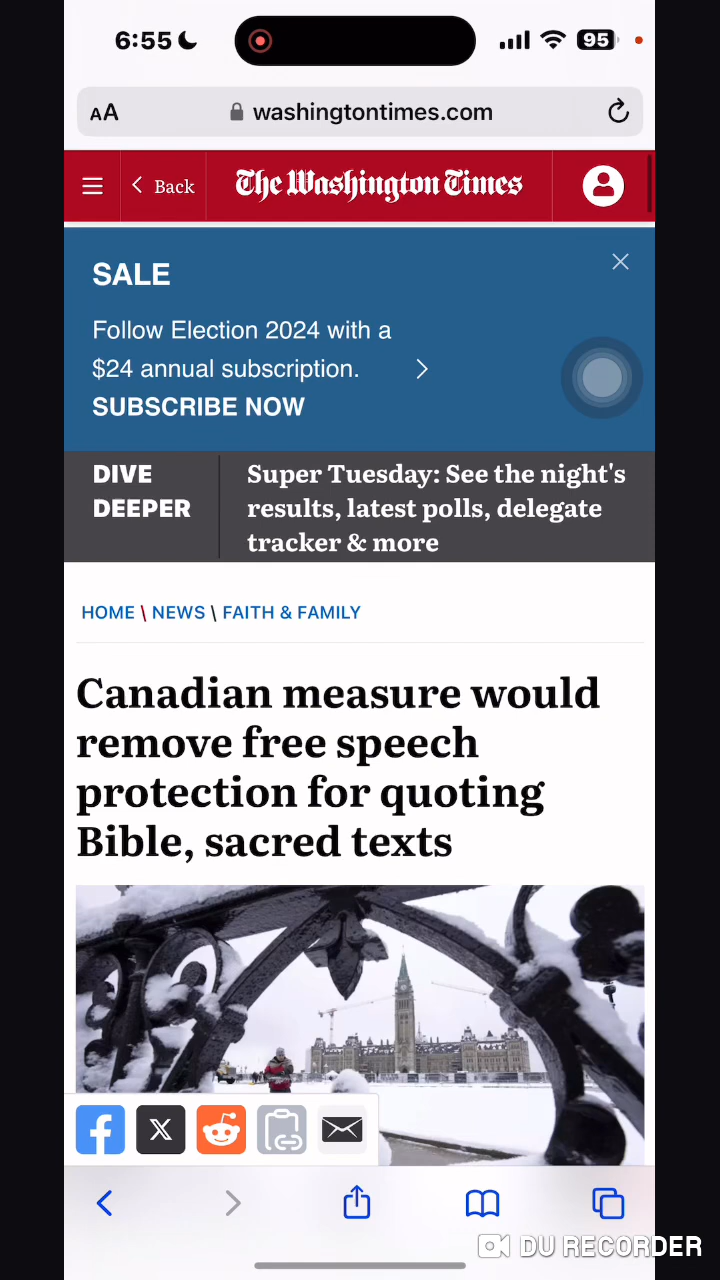 6:55
95
AA washingtontimes.com
Back The Washington Times
SALE
Follow Election 2024 with a
$24 annual subscription.
SUBSCRIBE NOW
DIVE
DEEPER
Super Tuesday: See the night's
results, latest polls, delegate
tracker & more
HOME \ NEWS \ FAITH & FAMILY
Canadian measure would
remove free speech
protection for quoting
Bible, sacred texts
DU RECORDER